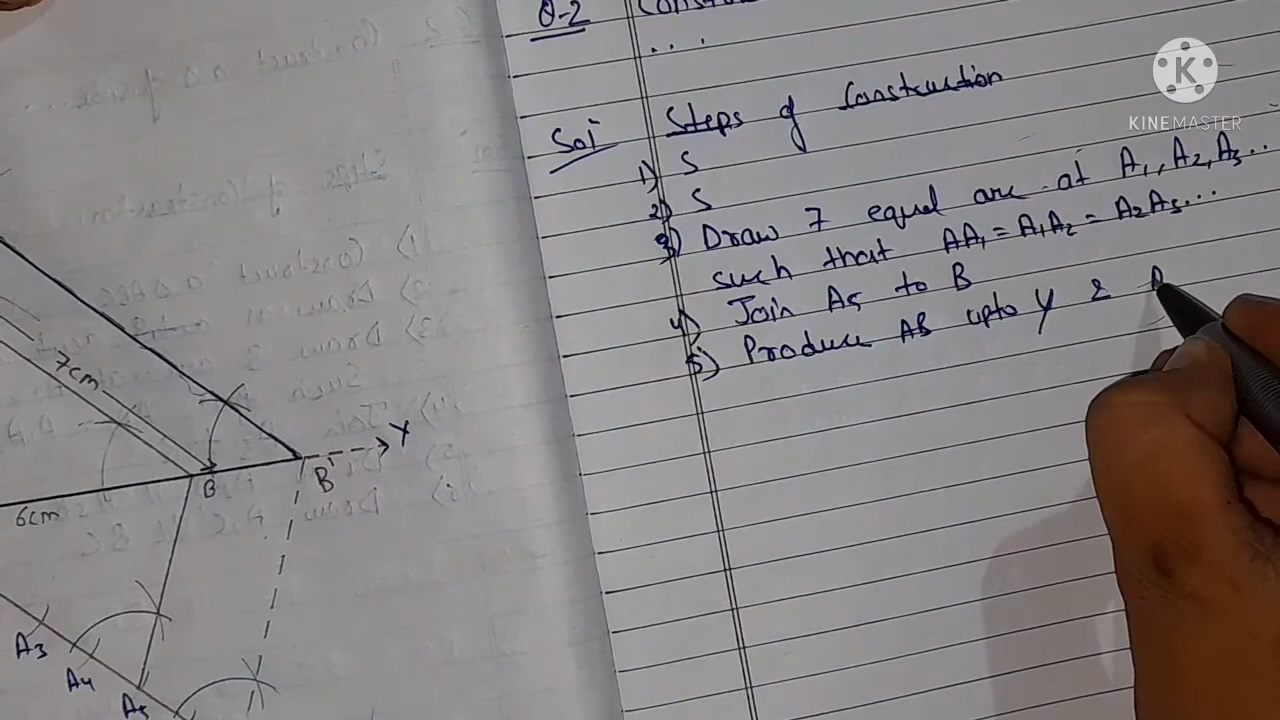 Q-2
...
Sol Steps of Construction
1) S
2) S
3) Draw 7 equal arc at A1, A2, A3..
such that AA1 = A1A2 = A2A3...
4) Join A5 to B
5) Produce AB upto Y &
7cm
B
B'
Y
6cm
A3
A4
A5
K
KINEMASTER